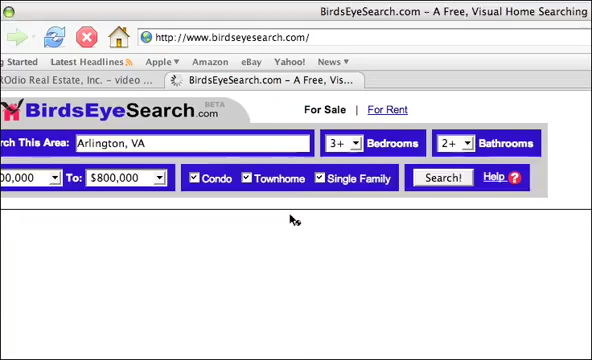 BirdsEyeSearch.com – A Free, Visual Home Searching
http://www.birdseyesearch.com/
g Started Latest Headlines Apple eBay Amazon Yahoo! News
ROdio Real Estate, Inc. – video ... BirdsEyeSearch.com – A Free, Vis...
BirdsEyeSearch.com BETA For Sale | For Rent
rch This Area: Arlington, VA 3+ Bedrooms 2+ Bathrooms
00,000 To: $800,000 Condo Townhome Single Family Search! Help ?